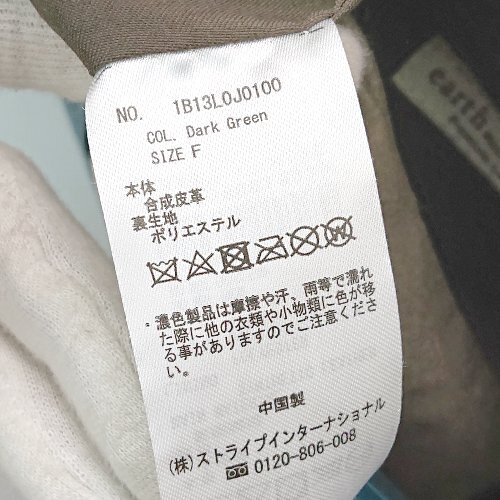 NO. 1B13L0J0100
COL. Dark Green
SIZE F
本体
合成皮革
裏生地
ポリエステル
・濃色製品は摩擦や汗、雨等で濡れ
た際に他の衣類や小物類に色が移
る事がありますのでご注意くださ
い。
中国製
(株)ストライプインターナショナル
0120-806-008
earth